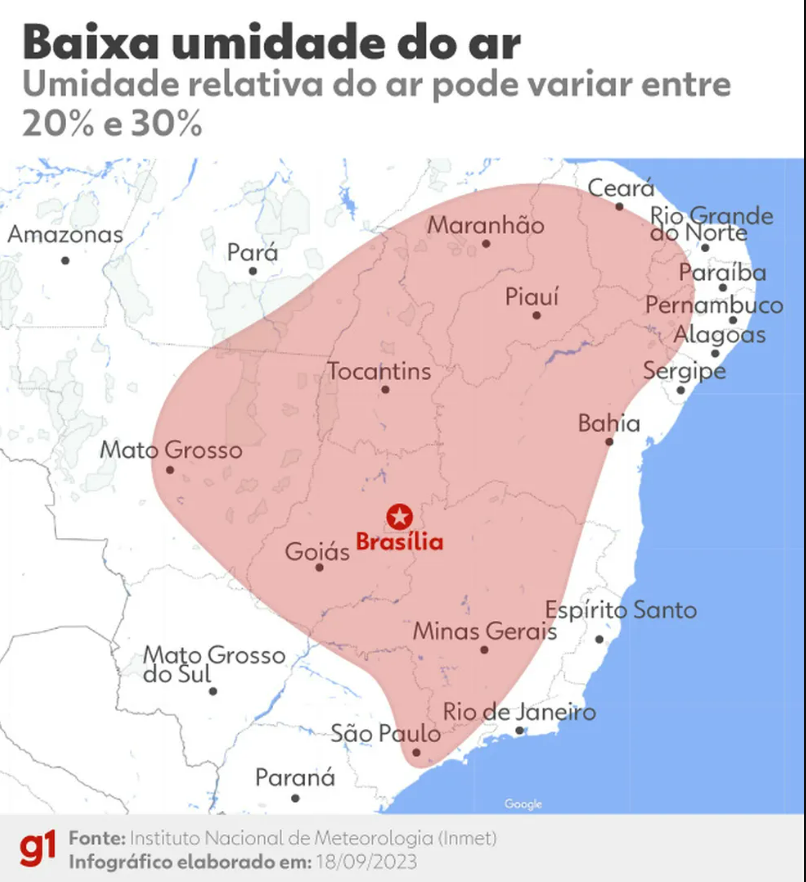 Baixa umidade do ar
Umidade relativa do ar pode variar entre
20% e 30%
Ceará
Rio Grande
do Norte
Maranhão
Amazonas
Pará
Paraíba
Piauí
Pernambuco
Alagoas
Tocantins
Sergipe
Bahia
Mato Grosso
Brasília
Goiás
Espírito Santo
Minas Gerais
Mato Grosso
do Sul
Rio de Janeiro
São Paulo
Paraná
Google
g1
Fonte: Instituto Nacional de Meteorologia (Inmet)
Infográfico elaborado em: 18/09/2023